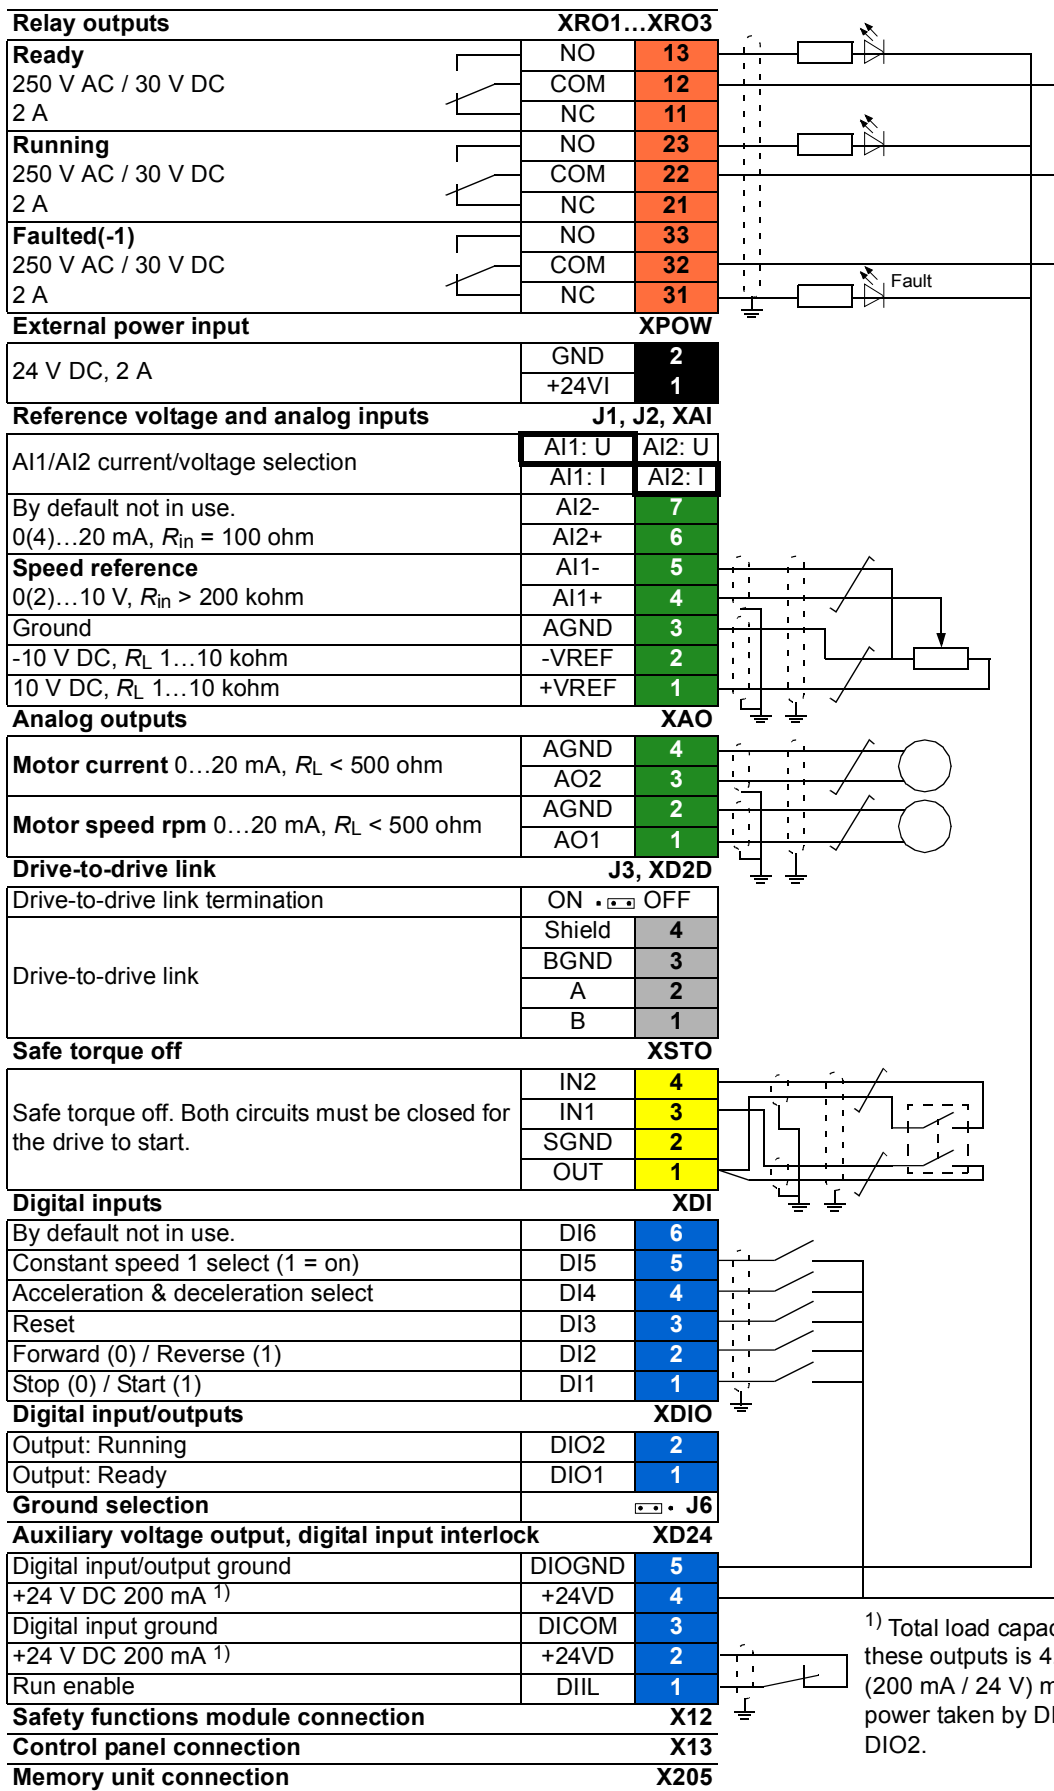 Relay outputs XRO1…XRO3
Ready NO 13
250 V AC / 30 V DC COM 12
2 A NC 11
Running NO 23
250 V AC / 30 V DC COM 22
2 A NC 21
Faulted(-1) NO 33
250 V AC / 30 V DC COM 32
2 A NC 31
Fault
External power input XPOW
24 V DC, 2 A
GND 2
+24VI 1
Reference voltage and analog inputs J1, J2, XAI
AI1/AI2 current/voltage selection
AI1: U AI2: U
AI1: I AI2: I
By default not in use. AI2- 7
0(4)…20 mA, Rin = 100 ohm AI2+ 6
Speed reference AI1- 5
0(2)…10 V, Rin > 200 kohm AI1+ 4
Ground AGND 3
-10 V DC, RL 1…10 kohm -VREF 2
10 V DC, RL 1…10 kohm +VREF 1
Analog outputs XAO
Motor current 0…20 mA, RL < 500 ohm
AGND 4
AO2 3
Motor speed rpm 0…20 mA, RL < 500 ohm
AGND 2
AO1 1
Drive-to-drive link J3, XD2D
Drive-to-drive link termination ON OFF
Drive-to-drive link
Shield 4
BGND 3
A 2
B 1
Safe torque off XSTO
Safe torque off. Both circuits must be closed for
the drive to start.
IN2 4
IN1 3
SGND 2
OUT 1
Digital inputs XDI
By default not in use. DI6 6
Constant speed 1 select (1 = on) DI5 5
Acceleration & deceleration select DI4 4
Reset DI3 3
Forward (0) / Reverse (1) DI2 2
Stop (0) / Start (1) DI1 1
Digital input/outputs XDIO
Output: Running DIO2 2
Output: Ready DIO1 1
Ground selection J6
Auxiliary voltage output, digital input interlock XD24
Digital input/output ground DIOGND 5
+24 V DC 200 mA 1) +24VD 4
Digital input ground DICOM 3
+24 V DC 200 mA 1) +24VD 2
Run enable DIIL 1
Safety functions module connection X12
Control panel connection X13
Memory unit connection X205
1) Total load
these outputs is
(200 mA / 24 V)
power taken by
DIO2.